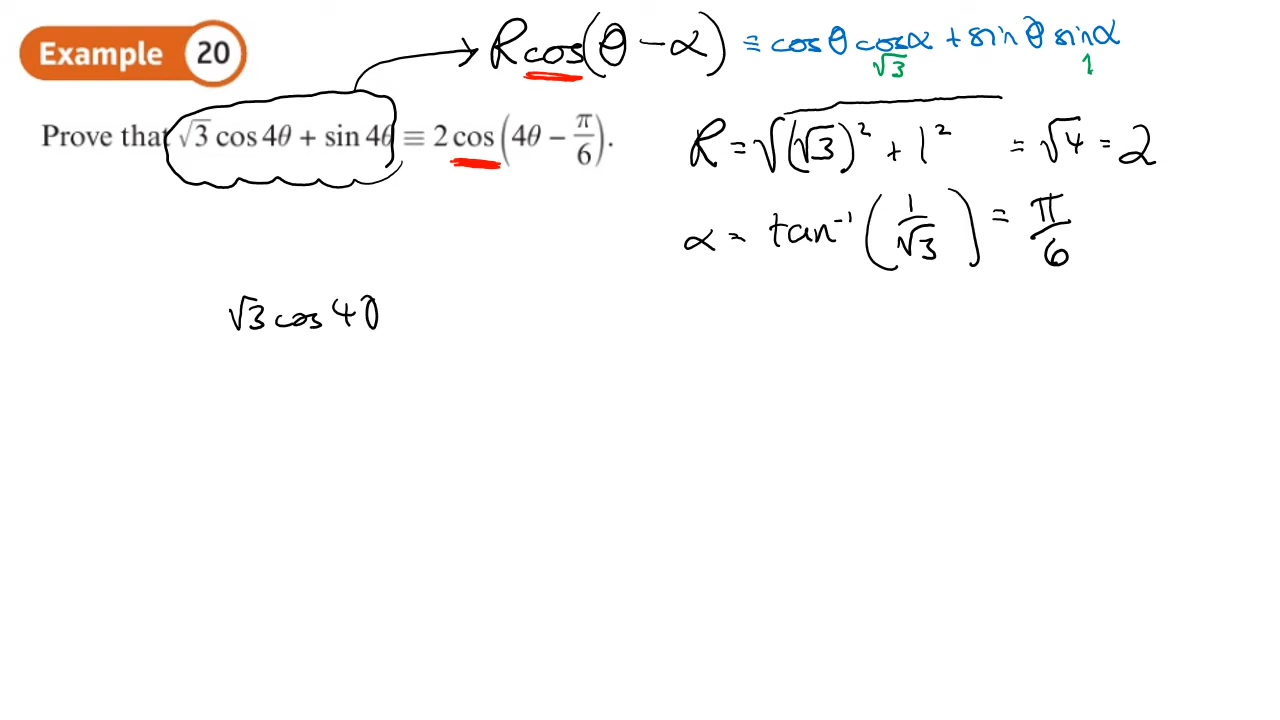 Example 20
R cos(θ − α) ≡ cos θ cos α + sin θ sin α
√3 1
Prove that √3 cos 4θ + sin 4θ ≡ 2 cos (4θ − π/6).
R = √((√3)² + 1²) = √4 = 2
α = tan⁻¹ (1/√3) = π/6
√3 cos 4θ